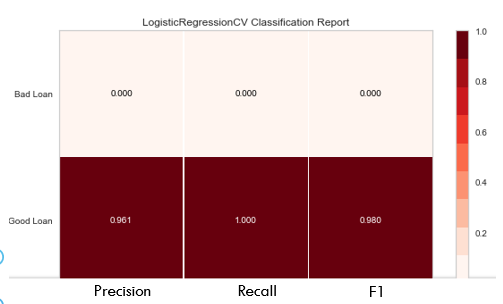 LogisticRegressionCV Classification Report
1.0
Bad Loan 0.000 0.000 0.000
0.8
0.6
0.4
Good Loan 0.961 1.000 0.980
0.2
Precision Recall F1